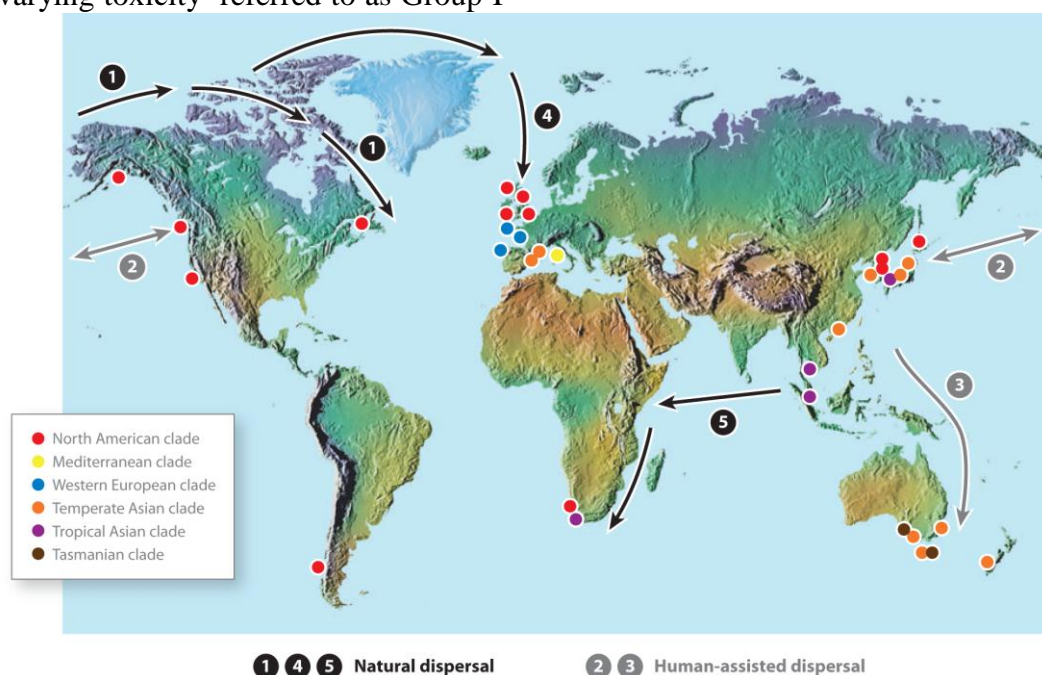 varying toxicity referred to as Group I
1
1
4
2
2
3
5
North American clade
Mediterranean clade
Western European clade
Temperate Asian clade
Tropical Asian clade
Tasmanian clade
1 4 5 Natural dispersal 2 3 Human-assisted dispersal